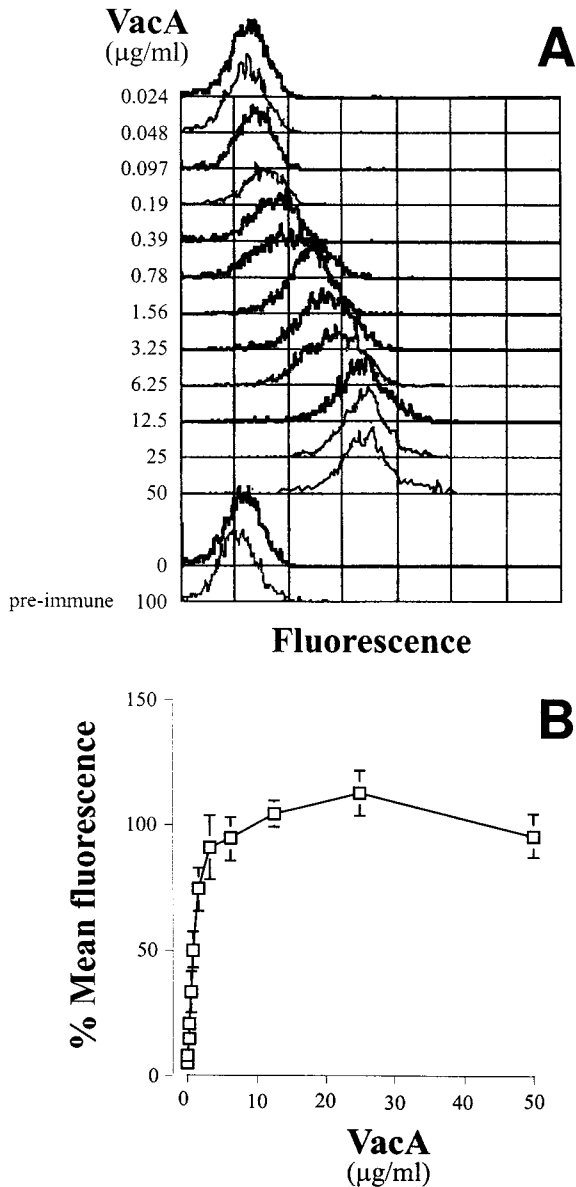 VacA
(μg/ml)
A
0.024
0.048
0.097
0.19
0.39
0.78
1.56
3.25
6.25
12.5
25
50
0
pre-immune 100
Fluorescence
B
150
100
50
0
% Mean fluorescence
0 10 20 30 40 50
VacA
(μg/ml)